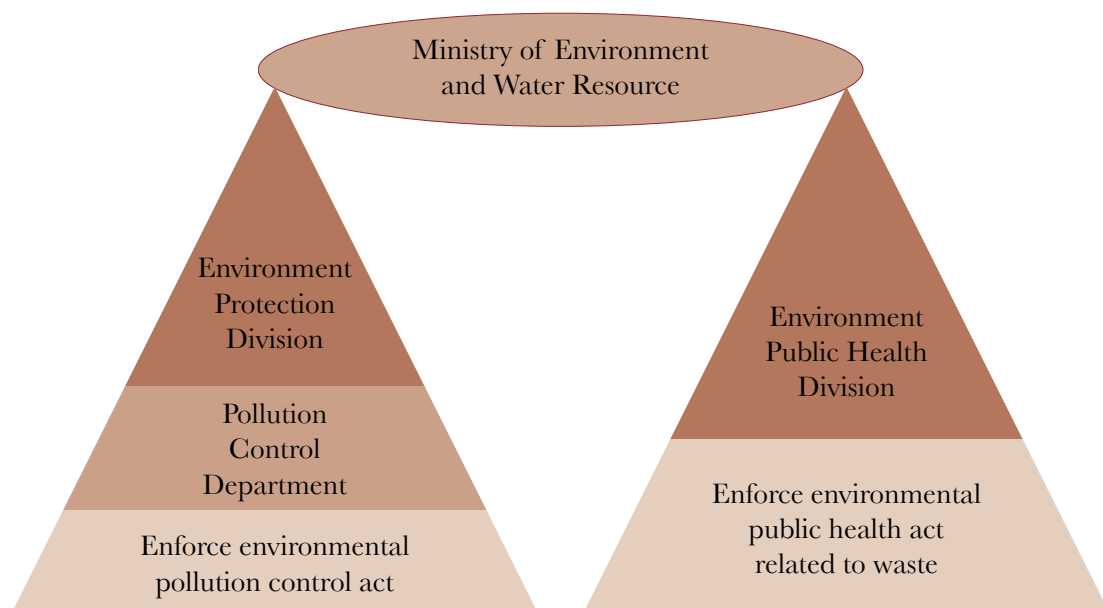 Ministry of Environment
and Water Resource
Environment
Protection
Division
Pollution
Control
Department
Enforce environmental
pollution control act
Environment
Public Health
Division
Enforce environmental
public health act
related to waste